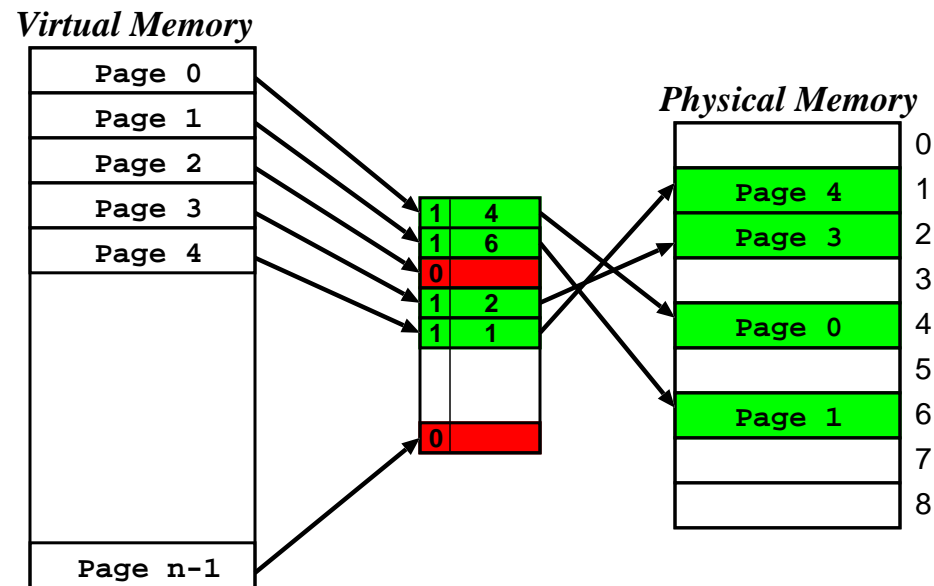 Virtual Memory
Page 0
Page 1
Page 2
Page 3
Page 4
Page n-1
1 4
1 6
0
1 2
1 1
0
Physical Memory
0
Page 4 1
Page 3 2
3
Page 0 4
5
Page 1 6
7
8